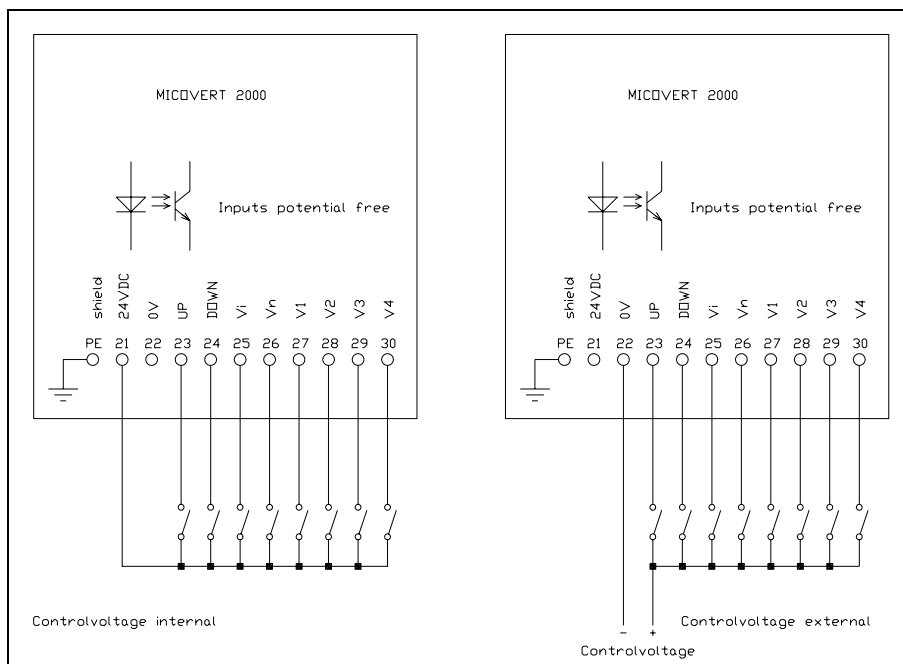 MICOVERT 2000
Inputs potential free
shield 24VDC 0V UP DOWN Vi Vn V1 V2 V3 V4
PE 21 22 23 24 25 26 27 28 29 30
Controlvoltage internal
MICOVERT 2000
Inputs potential free
shield 24VDC 0V UP DOWN Vi Vn V1 V2 V3 V4
PE 21 22 23 24 25 26 27 28 29 30
Controlvoltage external
- +
Controlvoltage